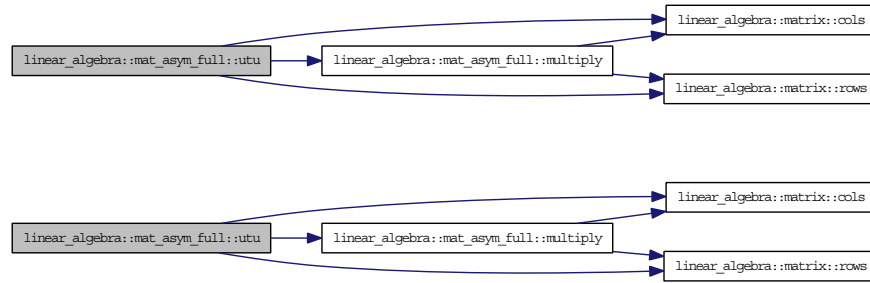 linear_algebra::matrix::cols
linear_algebra::mat_asym_full::utu
linear_algebra::mat_asym_full::multiply
linear_algebra::matrix::rows
linear_algebra::matrix::cols
linear_algebra::mat_asym_full::utu
linear_algebra::mat_asym_full::multiply
linear_algebra::matrix::rows